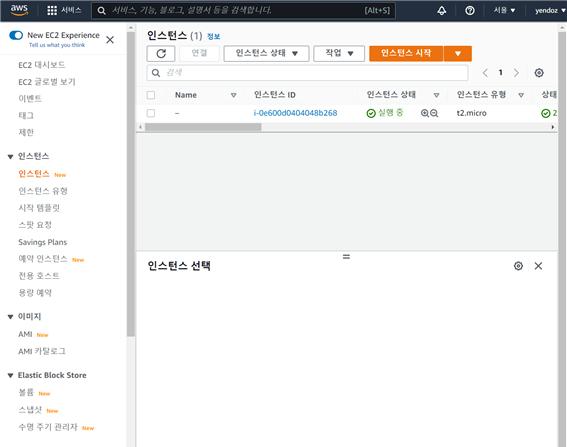 aws 서비스 서비스, 기능, 블로그, 설명서 등을 검색합니다. [Alt+S] 서울 yendoz
New EC2 Experience
Tell us what you think
EC2 대시보드
EC2 글로벌 보기
이벤트
태그
제한
인스턴스
인스턴스 New
인스턴스 유형
시작 템플릿
스팟 요청
Savings Plans
예약 인스턴스 New
전용 호스트
용량 예약
이미지
AMI New
AMI 카탈로그
Elastic Block Store
볼륨 New
스냅샷 New
수명 주기 관리자 New
인스턴스 (1) 정보
연결 인스턴스 상태 작업 인스턴스 시작
검색
1
Name 인스턴스 ID 인스턴스 상태 인스턴스 유형 상태
– i-0e600d0404048b268 실행 중 t2.micro 2
인스턴스 선택